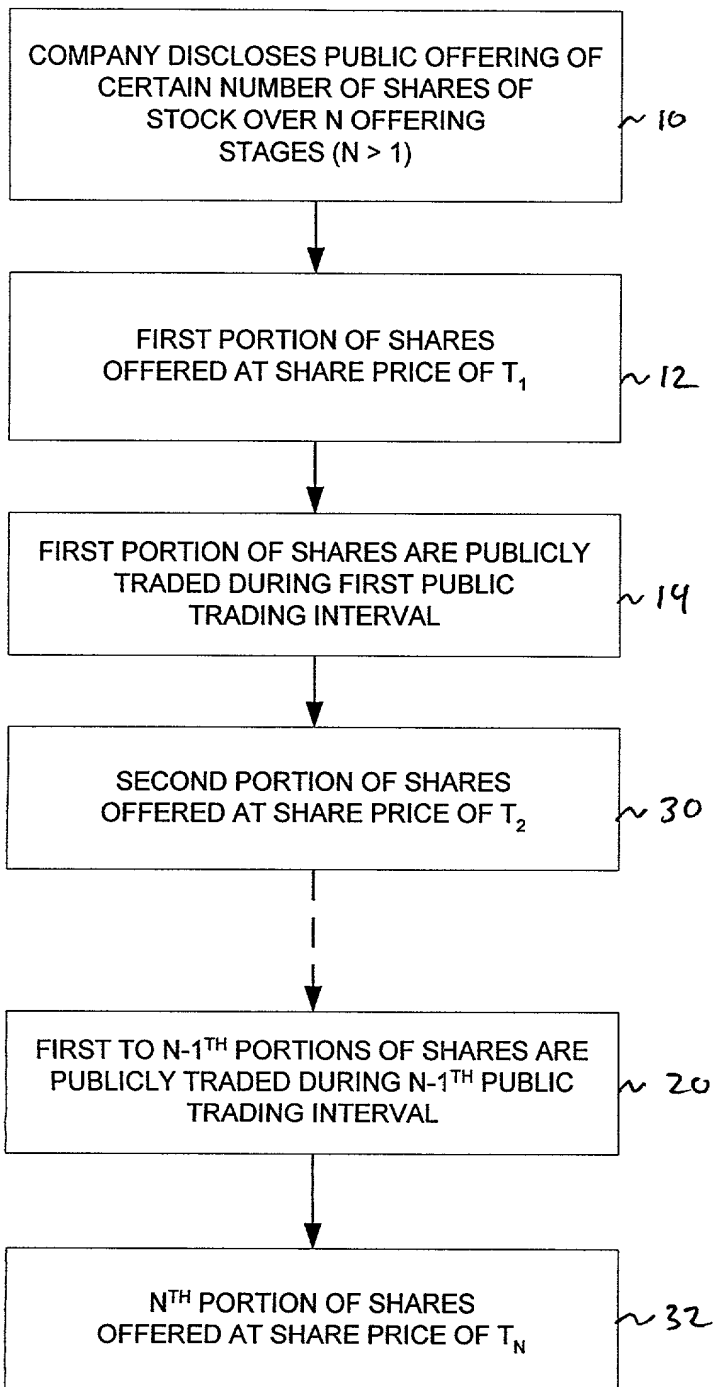 COMPANY DISCLOSES PUBLIC OFFERING OF
CERTAIN NUMBER OF SHARES OF
STOCK OVER N OFFERING
STAGES (N > 1)
~ 10
FIRST PORTION OF SHARES
OFFERED AT SHARE PRICE OF T₁
~ 12
FIRST PORTION OF SHARES ARE PUBLICLY
TRADED DURING FIRST PUBLIC
TRADING INTERVAL
~ 14
SECOND PORTION OF SHARES
OFFERED AT SHARE PRICE OF T₂
~ 30
FIRST TO N-1ᵀᴴ PORTIONS OF SHARES ARE
PUBLICLY TRADED DURING N-1ᵀᴴ PUBLIC
TRADING INTERVAL
~ 20
Nᵀᴴ PORTION OF SHARES
OFFERED AT SHARE PRICE OF T_N
~ 32